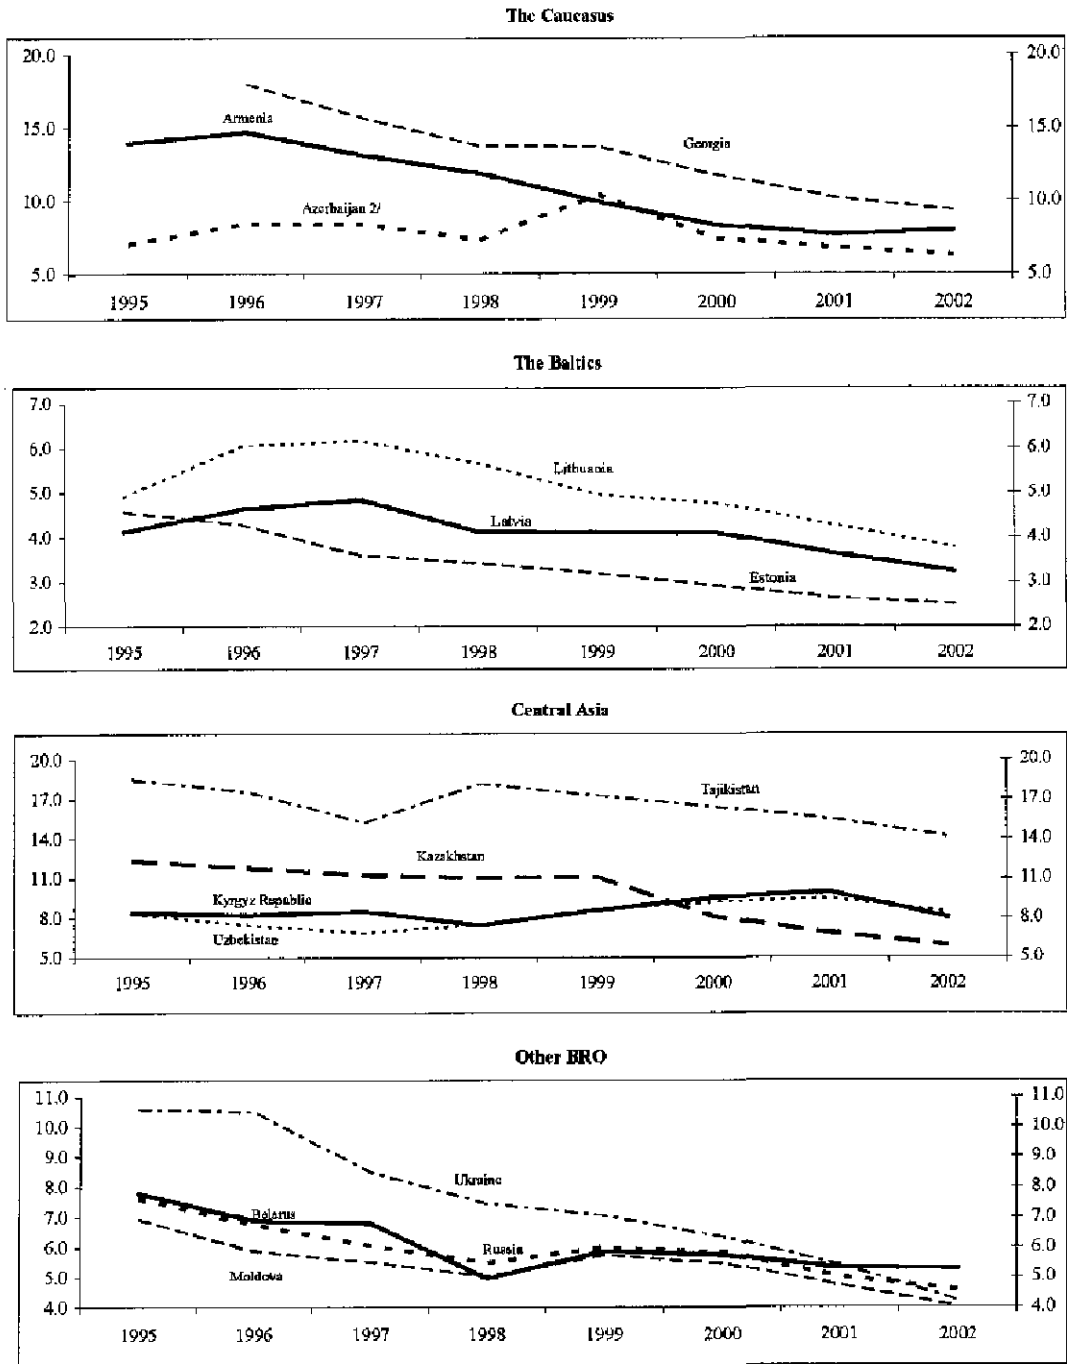 The Caucasus
20.0 20.0
Armenia
15.0 Georgia 15.0
10.0 Azerbaijan 2/ 10.0
5.0 5.0
1995 1996 1997 1998 1999 2000 2001 2002
The Baltics
7.0 7.0
6.0 Lithuania 6.0
5.0 5.0
Latvia
4.0 4.0
3.0 Estonia 3.0
2.0 2.0
1995 1996 1997 1998 1999 2000 2001 2002
Central Asia
20.0 20.0
17.0 Tajikistan 17.0
14.0 14.0
Kazakhstan
11.0 11.0
Kyrgyz Republic
8.0 8.0
Uzbekistan
5.0 5.0
1995 1996 1997 1998 1999 2000 2001 2002
Other BRO
11.0 11.0
10.0 10.0
9.0 9.0
Ukraine
8.0 8.0
7.0 Belarus 7.0
6.0 Russia 6.0
Moldova
5.0 5.0
4.0 4.0
1995 1996 1997 1998 1999 2000 2001 2002